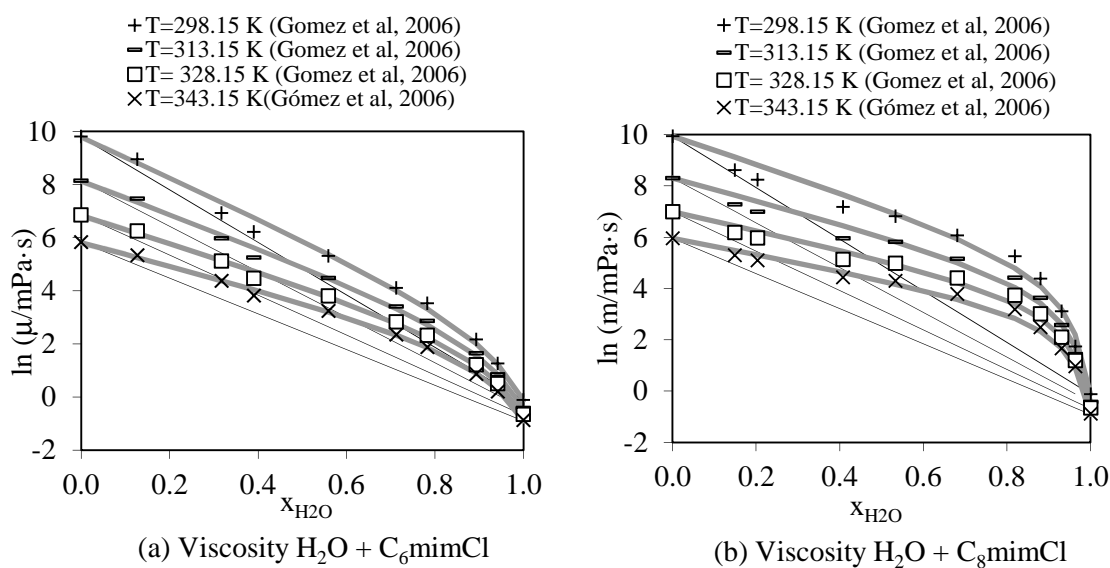 +T=298.15 K (Gomez et al, 2006)
T=313.15 K (Gomez et al, 2006)
T= 328.15 K (Gomez et al, 2006)
T=343.15 K(Gómez et al, 2006)
10
8
6
4
2
0
-2
ln (μ/mPa·s)
0.0 0.2 0.4 0.6 0.8 1.0
xH2O
(a) Viscosity H2O + C6mimCl
+T=298.15 K (Gomez et al, 2006)
T=313.15 K (Gomez et al, 2006)
T= 328.15 K (Gomez et al, 2006)
T=343.15 K (Gómez et al, 2006)
10
8
6
4
2
0
-2
ln (m/mPa·s)
0.0 0.2 0.4 0.6 0.8 1.0
xH2O
(b) Viscosity H2O + C8mimCl